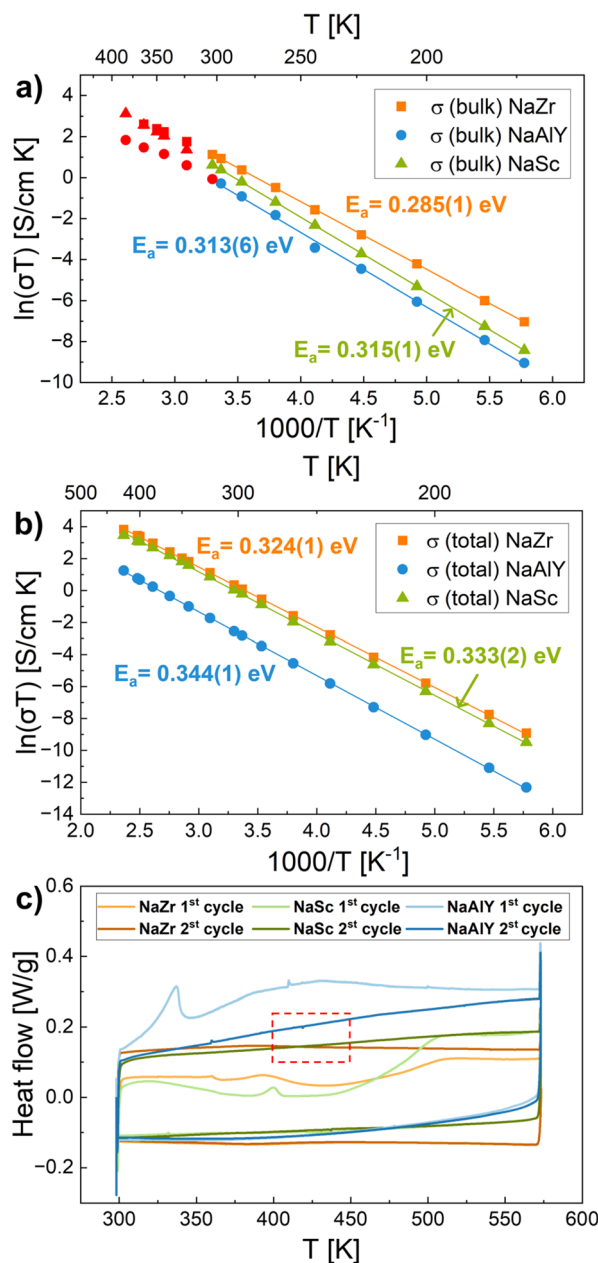 T [K]
400 350 300 250 200
a)
σ (bulk) NaZr
σ (bulk) NaAlY
σ (bulk) NaSc
Ea= 0.285(1) eV
Ea= 0.313(6) eV
Ea= 0.315(1) eV
ln(σT) [S/cm K]
4
2
0
−2
−4
−6
−8
−10
2.5 3.0 3.5 4.0 4.5 5.0 5.5 6.0
1000/T [K-1]
T [K]
500 400 300 200
b)
σ (total) NaZr
σ (total) NaAlY
σ (total) NaSc
Ea= 0.324(1) eV
Ea= 0.333(2) eV
Ea= 0.344(1) eV
ln(σT) [S/cm K]
4
2
0
-2
-4
-6
-8
-10
-12
-14
2.0 2.5 3.0 3.5 4.0 4.5 5.0 5.5 6.0
1000/T [K-1]
c)
NaZr 1st cycle NaSc 1st cycle NaAlY 1st cycle
NaZr 2st cycle NaSc 2st cycle NaAlY 2st cycle
Heat flow [W/g]
0.6
0.4
0.2
0.0
−0.2
300 350 400 450 500 550 600
T [K]